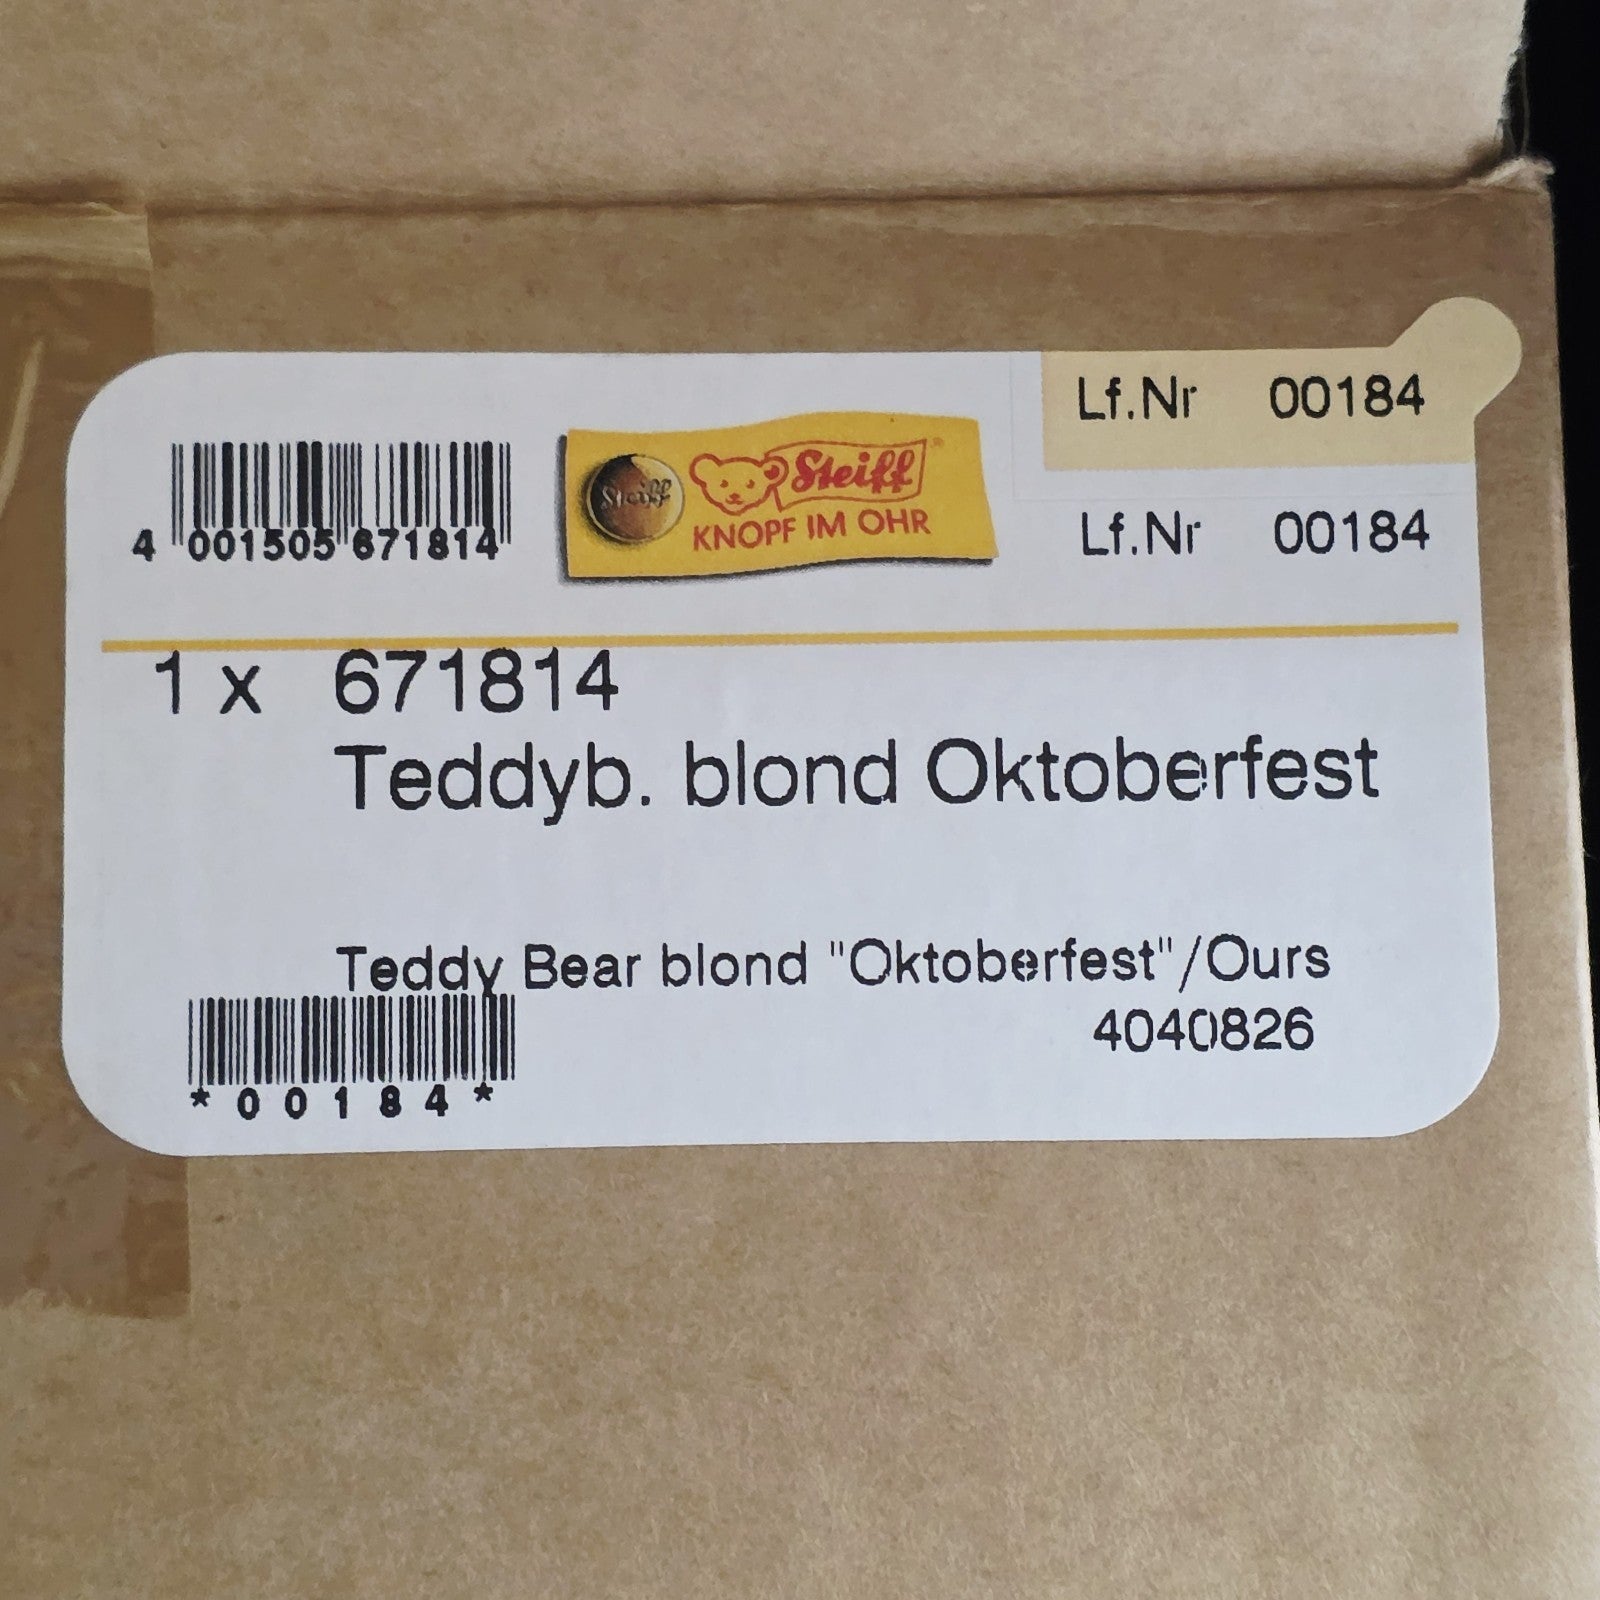 Lf.Nr 00184
4 001505 671814
Steiff
Steiff
KNOPF IM OHR
Lf.Nr 00184
1 x 671814
Teddyb. blond Oktoberfest
Teddy Bear blond "Oktoberfest"/Ours
4040826
*00184*